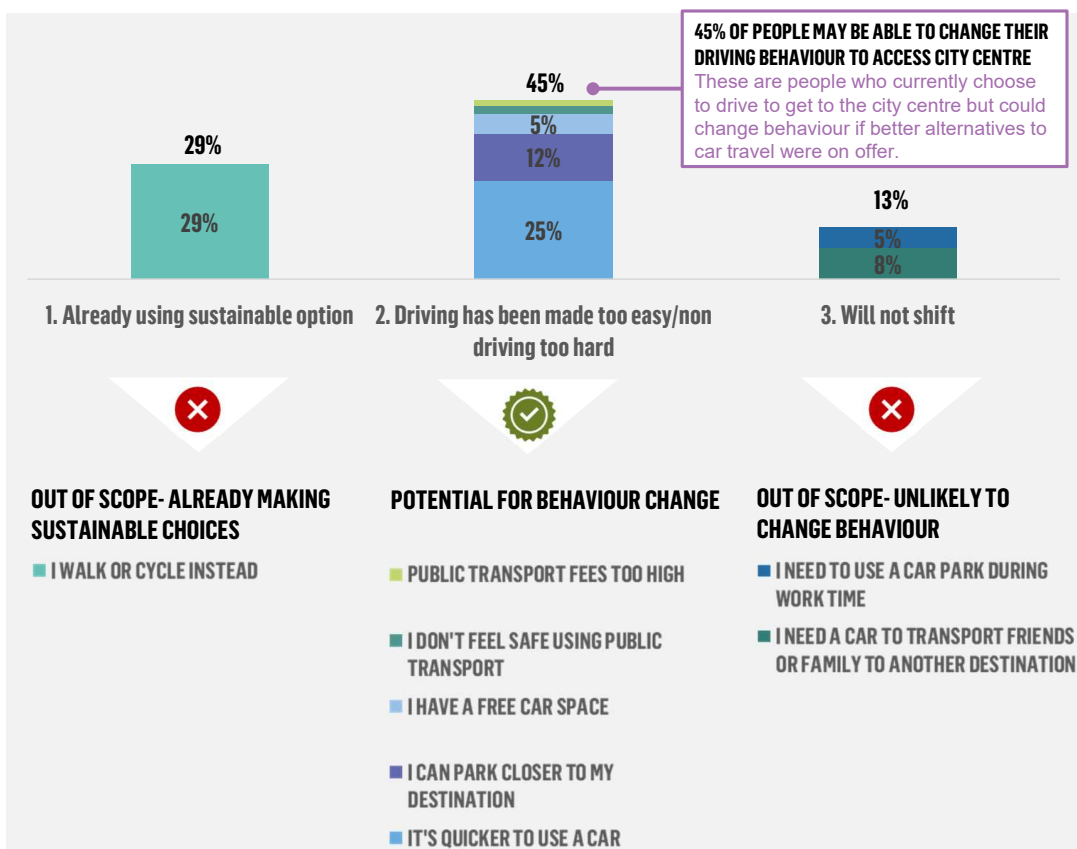 45% OF PEOPLE MAY BE ABLE TO CHANGE THEIR
DRIVING BEHAVIOUR TO ACCESS CITY CENTRE
These are people who currently choose
to drive to get to the city centre but could
change behaviour if better alternatives to
car travel were on offer.
29%
29%
45%
5%
12%
25%
13%
5%
8%
1. Already using sustainable option
2. Driving has been made too easy/non
driving too hard
3. Will not shift
OUT OF SCOPE- ALREADY MAKING
SUSTAINABLE CHOICES
I WALK OR CYCLE INSTEAD
POTENTIAL FOR BEHAVIOUR CHANGE
PUBLIC TRANSPORT FEES TOO HIGH
I DON'T FEEL SAFE USING PUBLIC
TRANSPORT
I HAVE A FREE CAR SPACE
I CAN PARK CLOSER TO MY
DESTINATION
IT'S QUICKER TO USE A CAR
OUT OF SCOPE- UNLIKELY TO
CHANGE BEHAVIOUR
I NEED TO USE A CAR PARK DURING
WORK TIME
I NEED A CAR TO TRANSPORT FRIENDS
OR FAMILY TO ANOTHER DESTINATION